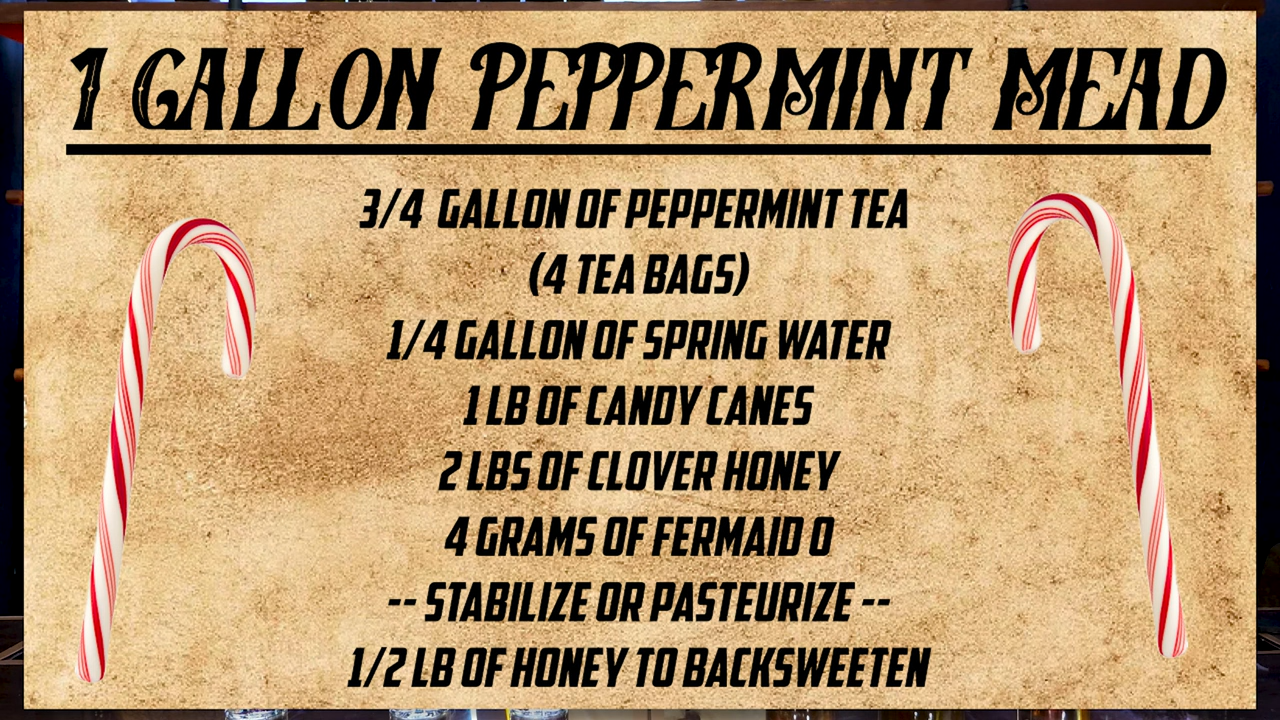 1 GALLON PEPPERMINT MEAD
3/4 GALLON OF PEPPERMINT TEA
(4 TEA BAGS)
1/4 GALLON OF SPRING WATER
1 LB OF CANDY CANES
2 LBS OF CLOVER HONEY
4 GRAMS OF FERMAID O
-- STABILIZE OR PASTEURIZE --
1/2 LB OF HONEY TO BACKSWEETEN